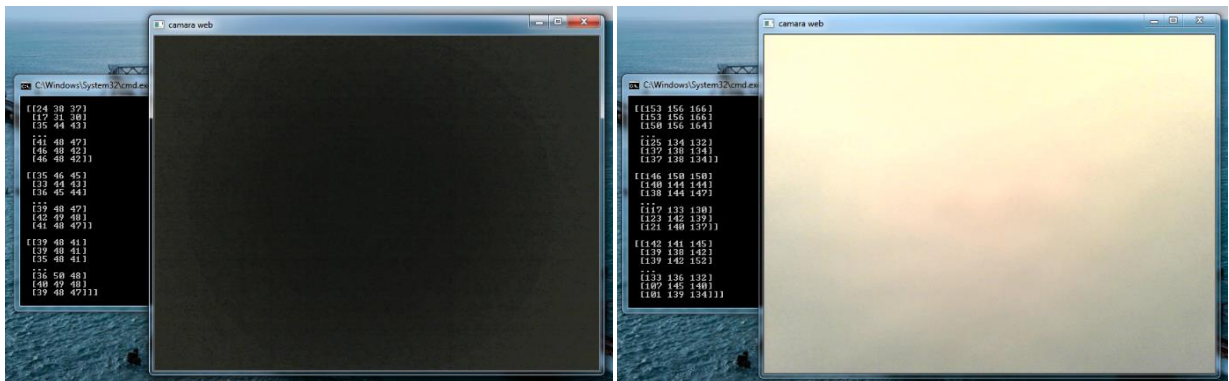 camara web
C:\Windows\System32\cmd.ex
[[[24 38 37]
[17 31 30]
[35 44 43]
...
[41 48 47]
[46 48 42]
[46 48 42]]
[[35 46 45]
[33 44 43]
[36 45 44]
...
[39 48 47]
[42 49 48]
[41 48 47]]
[[39 48 41]
[39 48 41]
[35 48 41]
...
[36 50 48]
[40 49 48]
[39 48 47]]]
camara web
C:\Windows\System32\cmd.ex
[[[153 156 166]
[153 156 166]
[150 156 164]
...
[125 134 132]
[137 138 134]
[137 138 134]]
[[146 150 150]
[140 144 144]
[138 144 147]
...
[117 133 130]
[123 142 139]
[121 140 137]]
[[142 141 145]
[139 138 142]
[139 142 152]
...
[133 136 132]
[107 145 140]
[101 139 134]]]